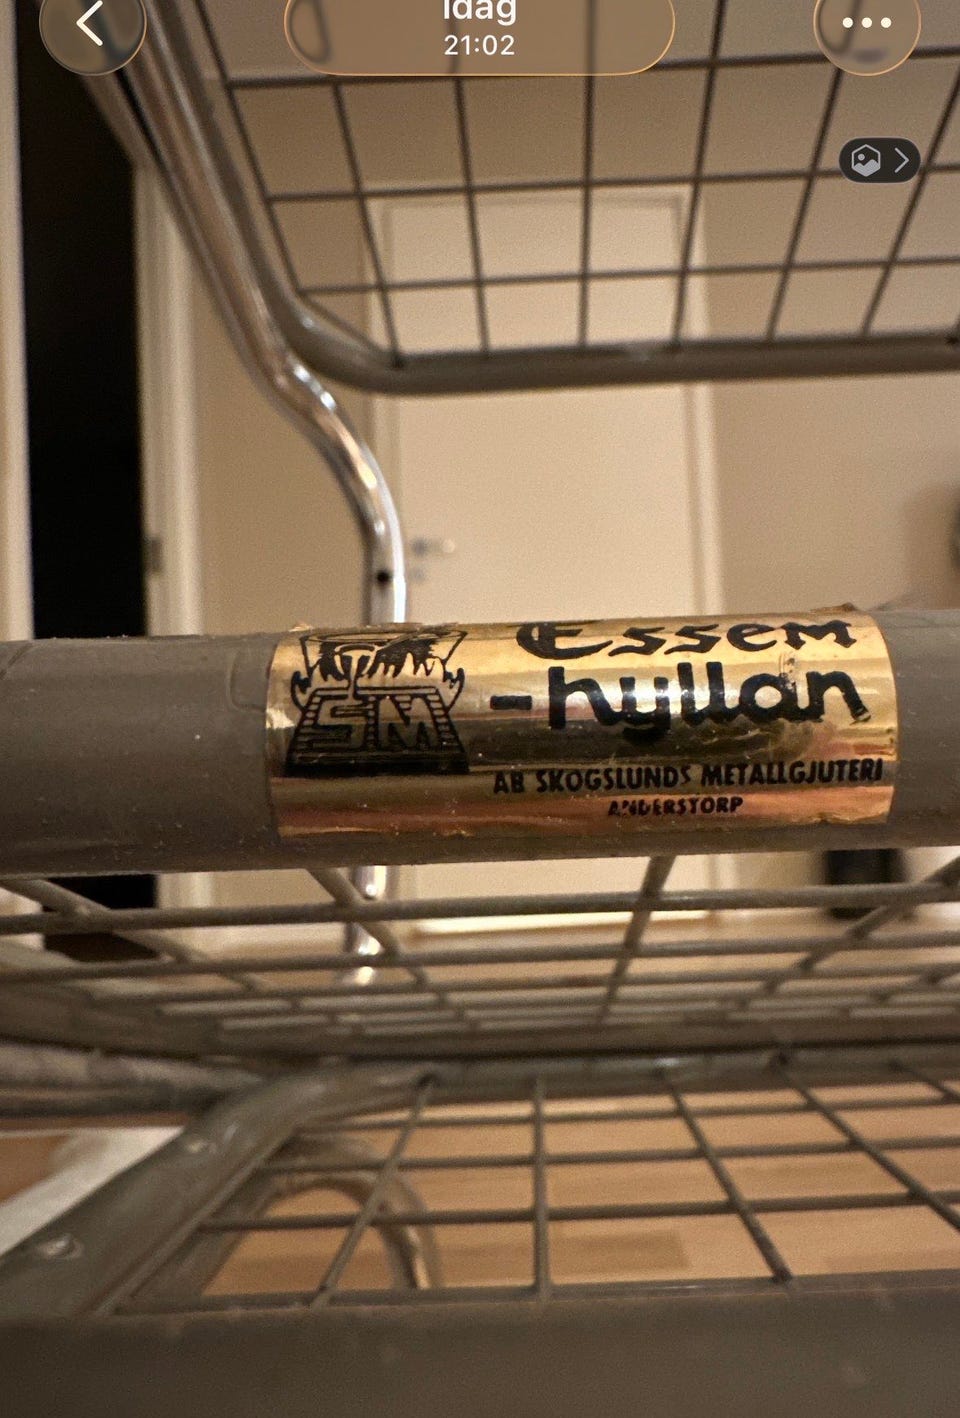 Idag
21:02
Essem
-hyllan
SM
AB SKOGSLUNDS METALLGJUTERI
ANDERSTORP